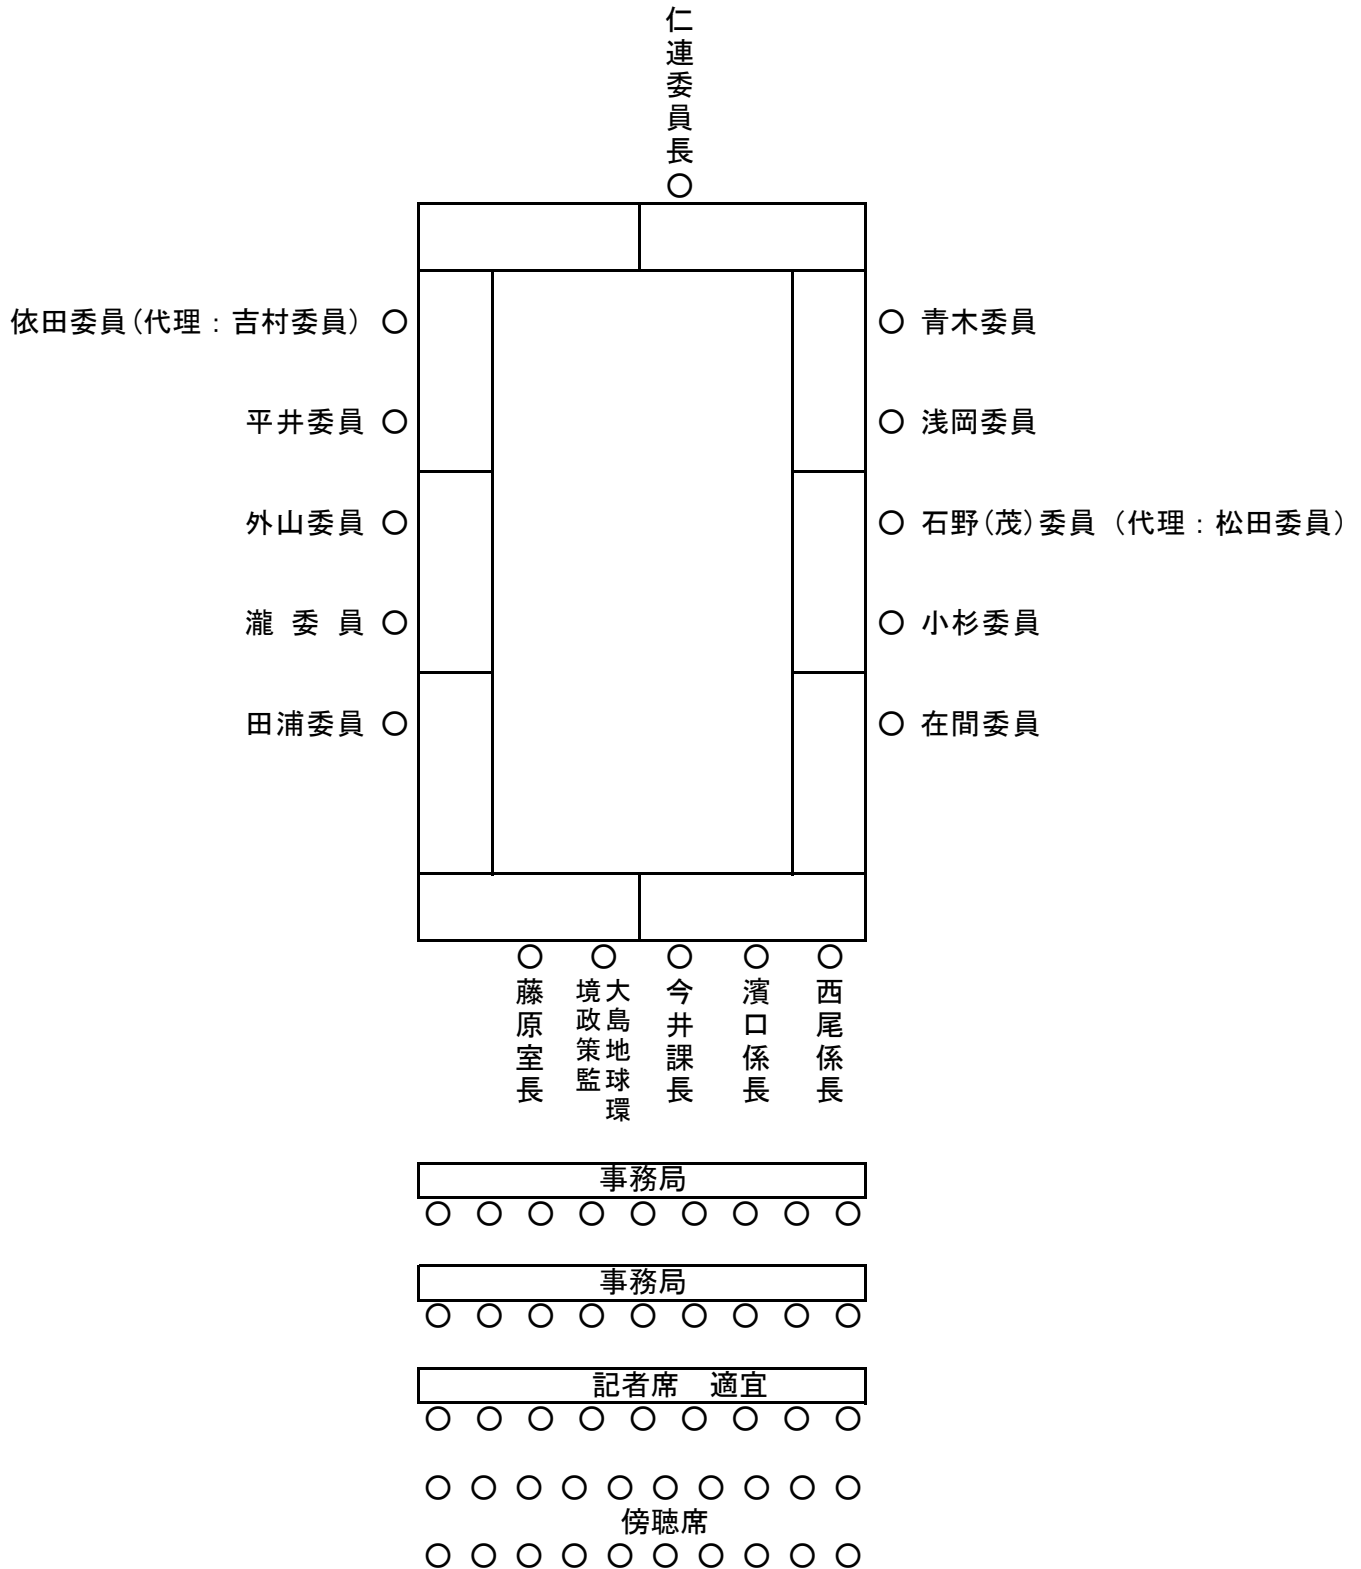 仁連委員長
依田委員(代理：吉村委員)
青木委員
平井委員
浅岡委員
外山委員
石野(茂)委員（代理：松田委員）
瀧 委 員
小杉委員
田浦委員
在間委員
藤原室長
大島地球環
境政策監
今井課長
濱口係長
西尾係長
事務局
事務局
記者席　適宜
傍聴席